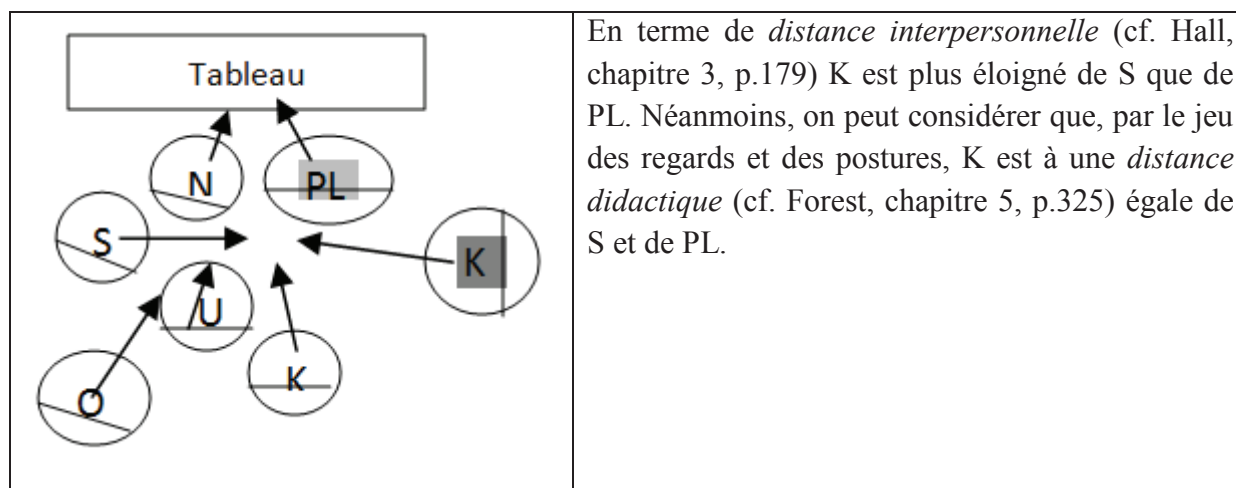 Tableau
N
PL
S
K
U
K
O
En terme de distance interpersonnelle (cf. Hall,
chapitre 3, p.179) K est plus éloigné de S que de
PL. Néanmoins, on peut considérer que, par le jeu
des regards et des postures, K est à une distance
didactique (cf. Forest, chapitre 5, p.325) égale de
S et de PL.